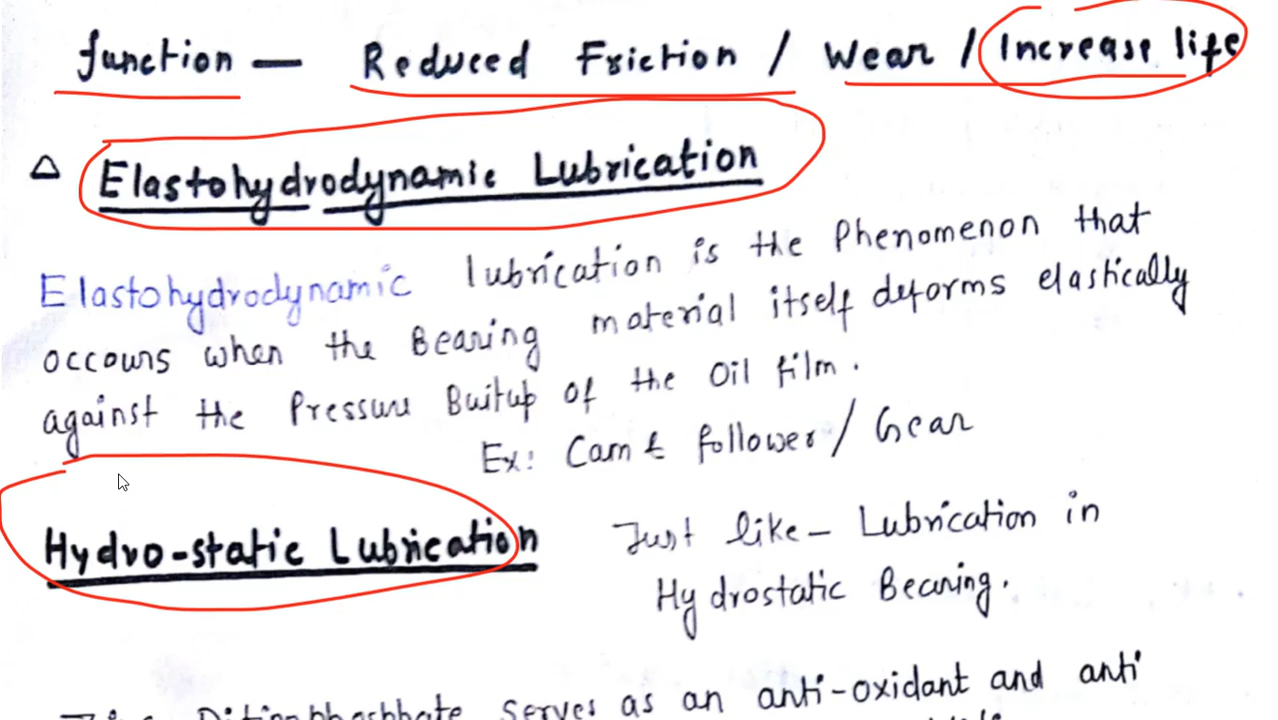 function — Reduced Friction / Wear / Increase life
△ Elastohydrodynamic Lubrication
Elastohydrodynamic lubrication is the Phenomenon that
occours when the Bearing material itself deforms elastically
against the Pressure Buitup of the Oil film.
Ex: Cam & follower / Gear
Hydro-static Lubrication
Just like – Lubrication in
Hydrostatic Bearing.
serves as an anti-oxidant and anti